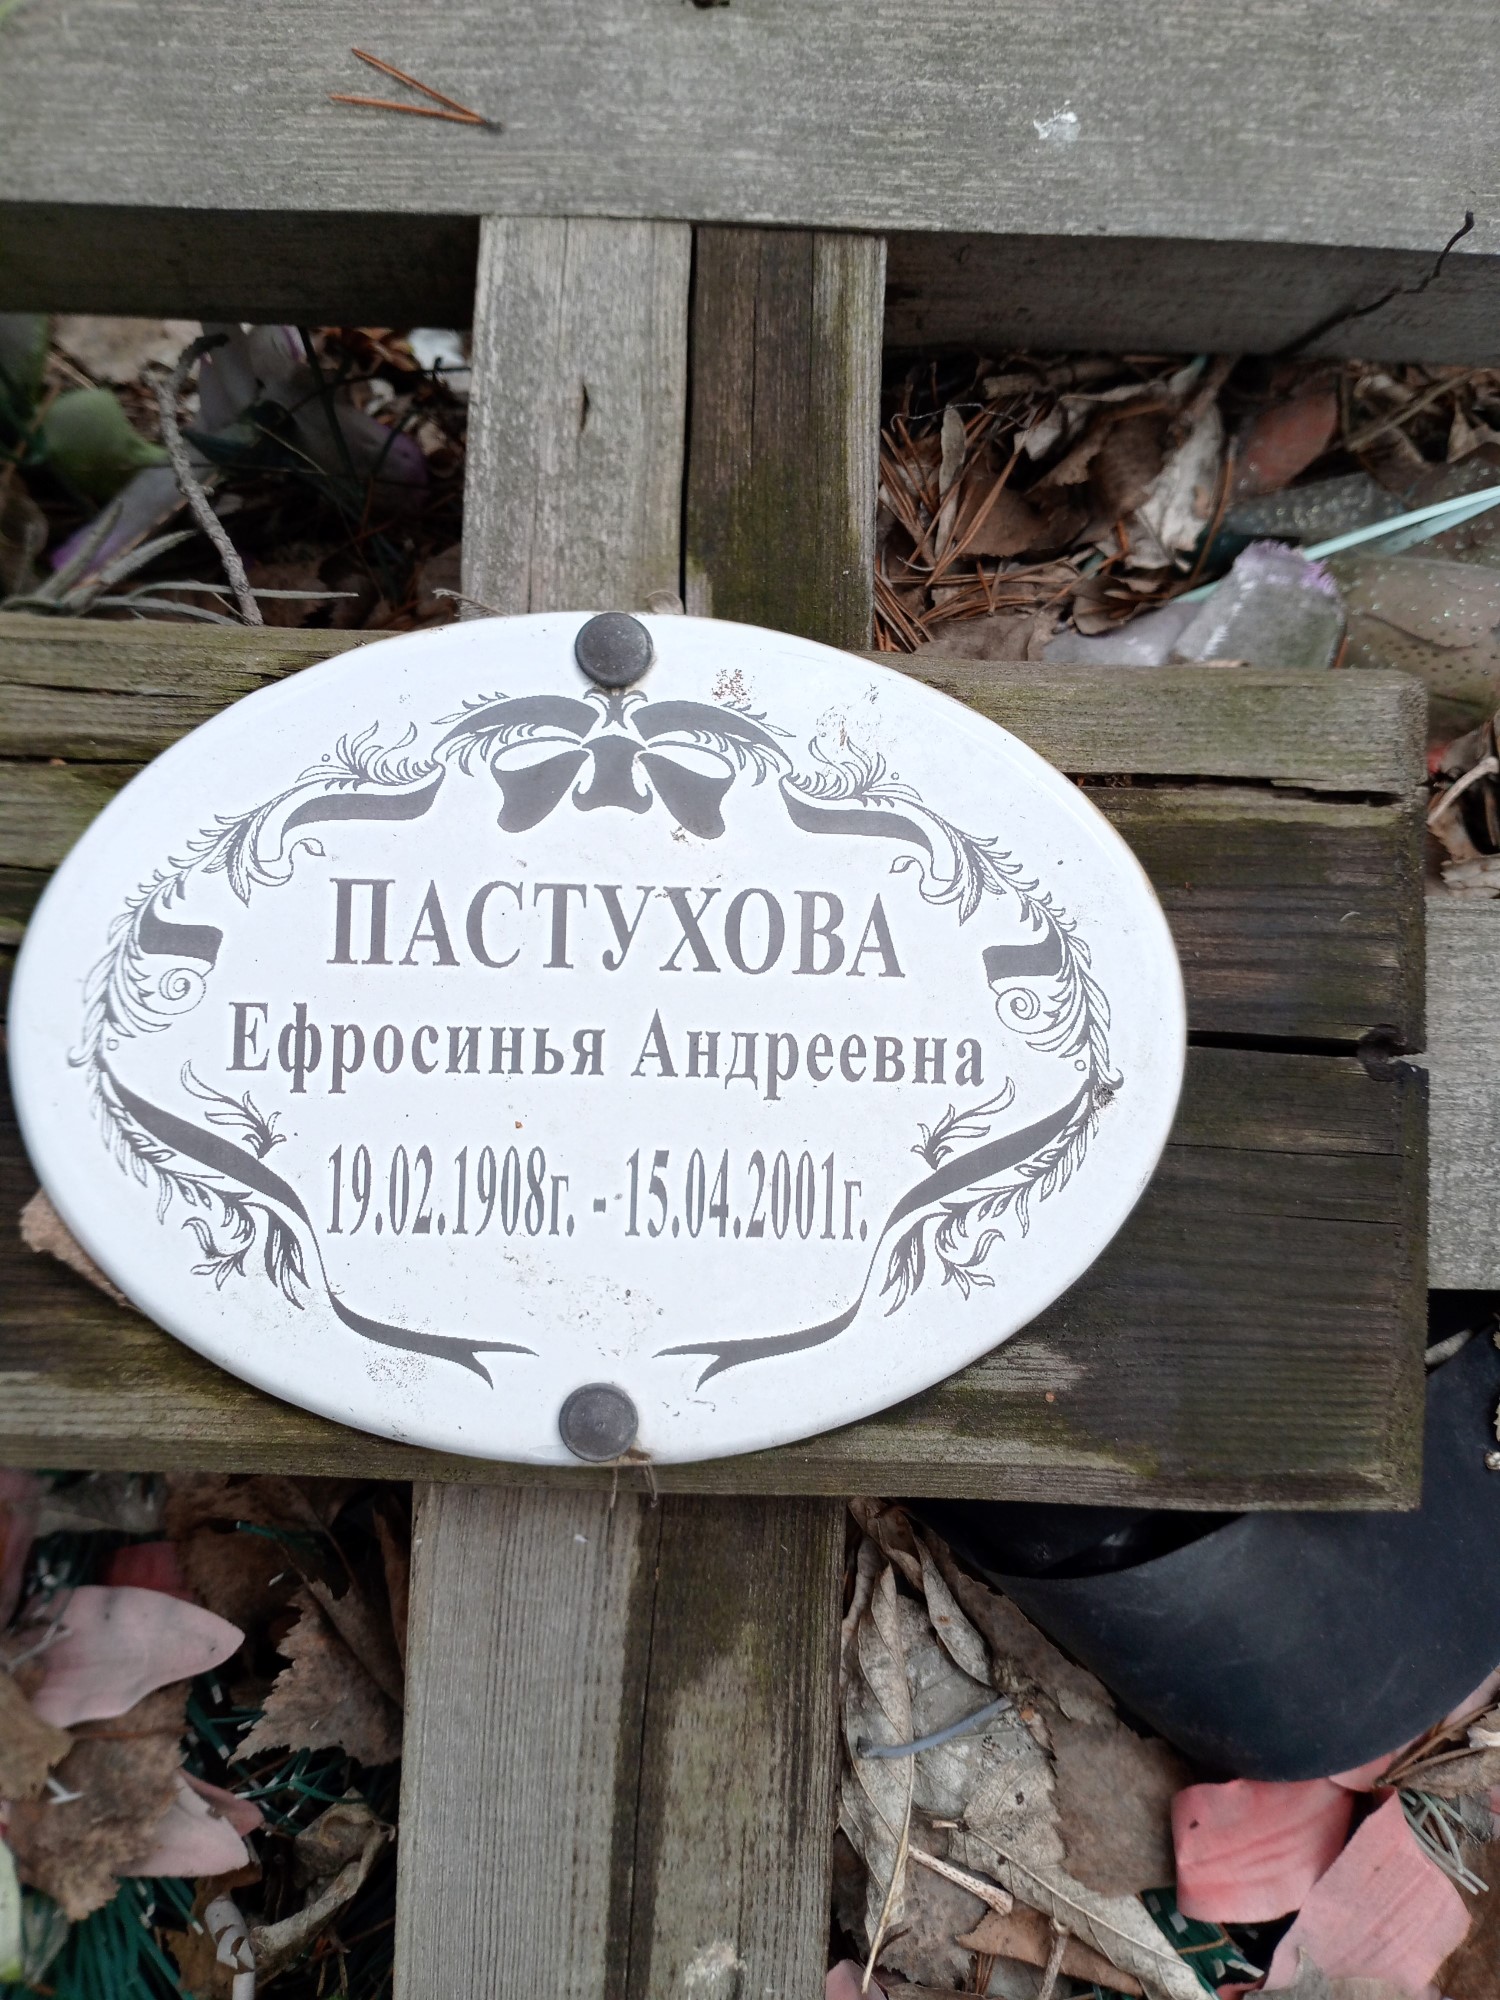 ПАСТУХОВА
Ефросинья Андреевна
19.02.1908г. - 15.04.2001г.